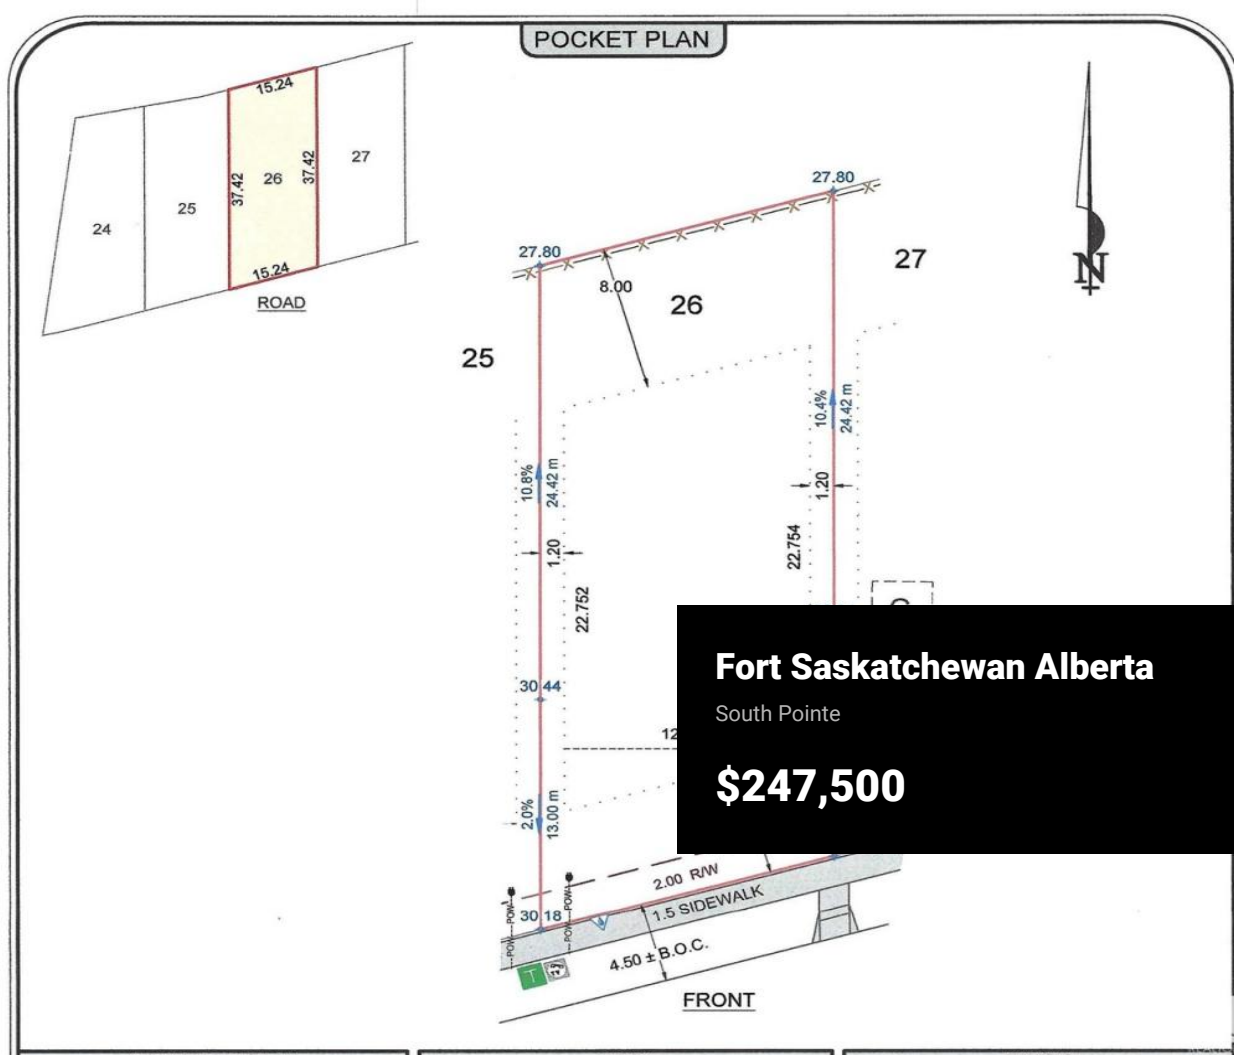 POCKET PLAN
15.24
37.42
26
37.42
27
25
24
15.24
ROAD
27.80
27.80
27
8.00
26
25
N
10.4%
24.42 m
10.8%
24.42 m
1.20
1.20
22.754
22.752
30.44
12
2.0%
13.00 m
Fort Saskatchewan Alberta
South Pointe
$247,500
2.00 R/W
1.5 SIDEWALK
30.18
POW
POW
POW
POW
T
4.50 ± B.O.C.
FRONT